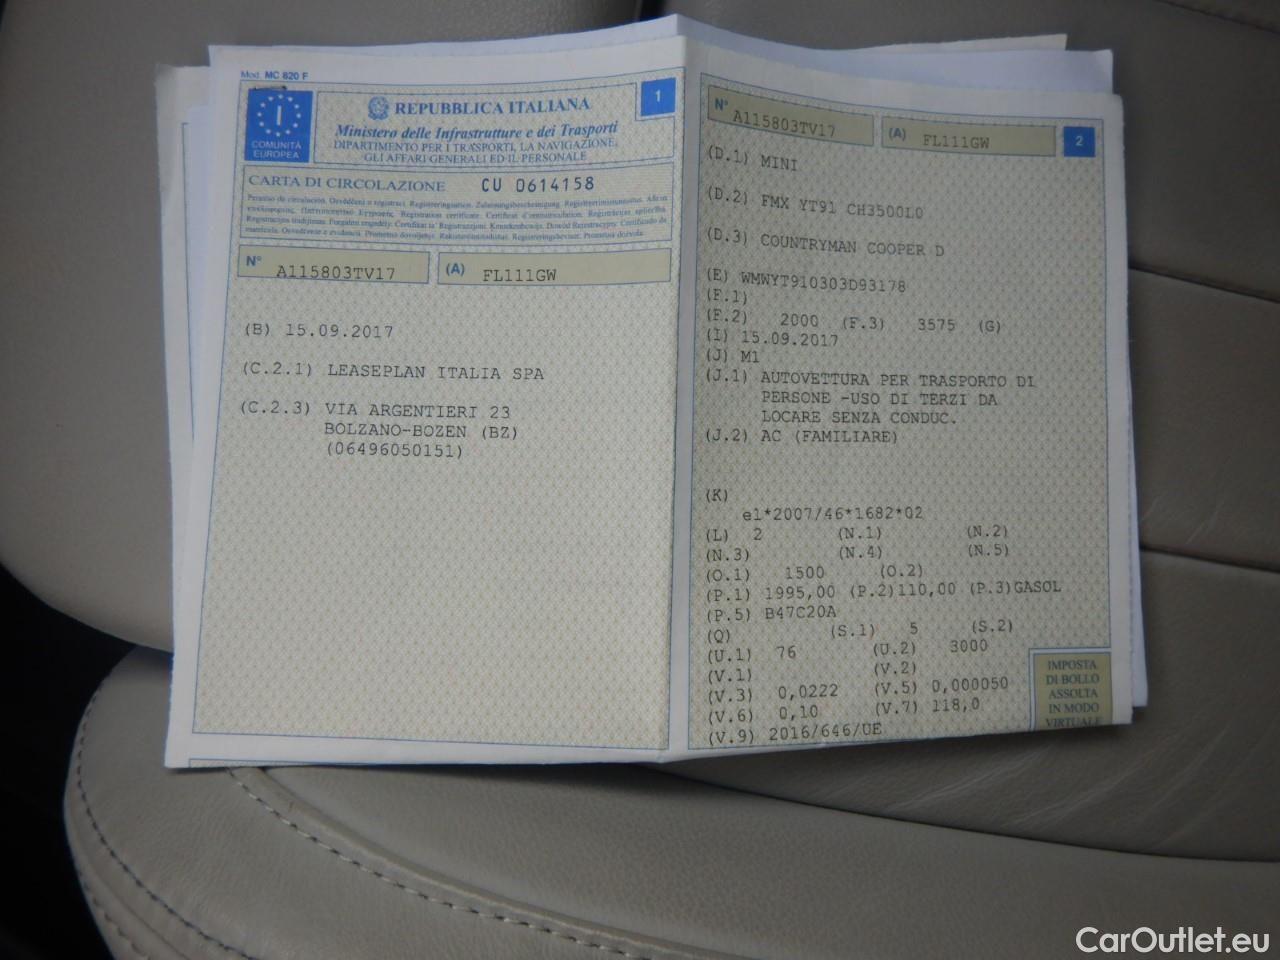 Mod. MC 820 F
I
COMUNITÀ
EUROPEA
REPUBBLICA ITALIANA
1
Ministero delle Infrastrutture e dei Trasporti
DIPARTIMENTO PER I TRASPORTI, LA NAVIGAZIONE,
GLI AFFARI GENERALI ED IL PERSONALE
CARTA DI CIRCOLAZIONE CU 0614158
N° A115803TV17 (A) FL111GW
(B) 15.09.2017
(C.2.1) LEASEPLAN ITALIA SPA
(C.2.3) VIA ARGENTIERI 23
BOLZANO-BOZEN (BZ)
(06496050151)
N° A115803TV17 (A) FL111GW 2
(D.1) MINI
(D.2) FMX YT91 CH3500L0
(D.3) COUNTRYMAN COOPER D
(E) WMWYT910303D93178
(F.1)
(F.2) 2000 (F.3) 3575 (G)
(I) 15.09.2017
(J) M1
(J.1) AUTOVETTURA PER TRASPORTO DI
PERSONE -USO DI TERZI DA
LOCARE SENZA CONDUC.
(J.2) AC (FAMILIARE)
(K)
e1*2007/46*1682*02
(L) 2 (N.1) (N.2)
(N.3) (N.4) (N.5)
(O.1) 1500 (O.2)
(P.1) 1995,00 (P.2)110,00 (P.3)GASOL
(P.5) B47C20A
(Q) (S.1) 5 (S.2)
(U.1) 76 (U.2) 3000
(V.1) (V.2)
(V.3) 0,0222 (V.5) 0,000050
(V.6) 0,10 (V.7) 118,0
(V.9) 2016/646/UE
IMPOSTA
DI BOLLO
ASSOLTA
IN MODO
VIRTUALE
CarOutlet.eu